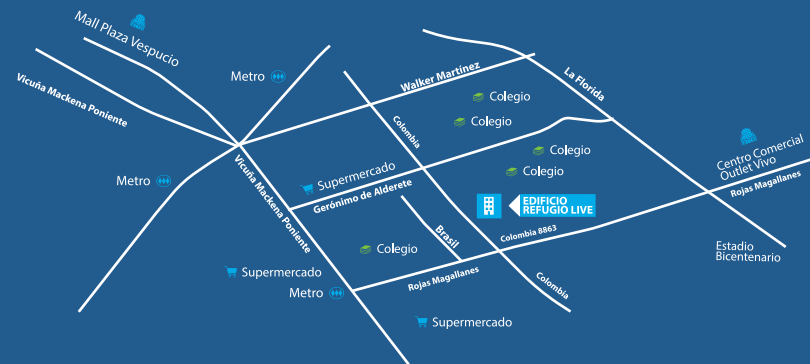 Mall Plaza Vespucio
Vicuña Mackena Poniente
Metro
Walker Martínez
La Florida
Colegio
Colegio
Colombia
Colegio
Colegio
Centro Comercial
Outlet Vivo
Rojas Magallanes
Metro
Vicuña Mackena Poniente
Supermercado
Gerónimo de Alderete
EDIFICIO
REFUGIO LIVE
Brasil
Colombia 8863
Colegio
Estadio
Bicentenario
Supermercado
Rojas Magallanes
Colombia
Metro
Supermercado